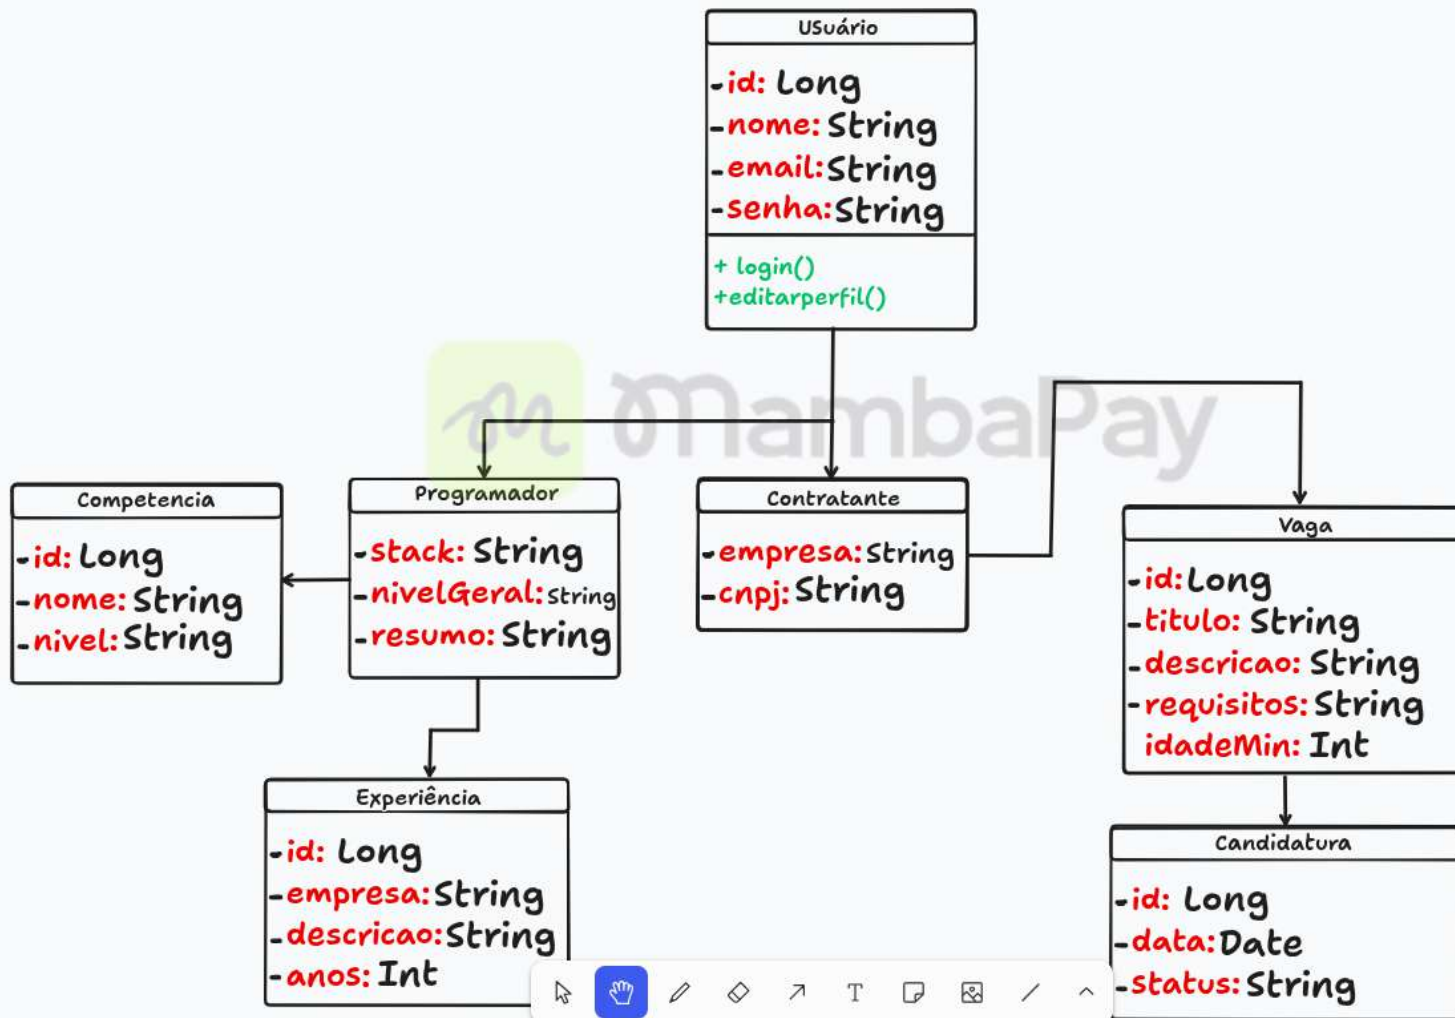 USuário
-id: Long
-nome: String
-email:String
-senha:String
+ login()
+editarperfil()
MambaPay
Competencia
-id: Long
-nome: String
-nivel: String
Programador
-stack: String
-nivelGeral: String
-resumo: String
Contratante
-empresa: String
-cnpj: String
Vaga
-id:Long
-titulo: String
-descricao: String
-requisitos: String
idadeMin: Int
Experiência
-id: Long
-empresa: String
-descricao: String
-anos: Int
Candidatura
-id: Long
-data:Date
-status: String
T